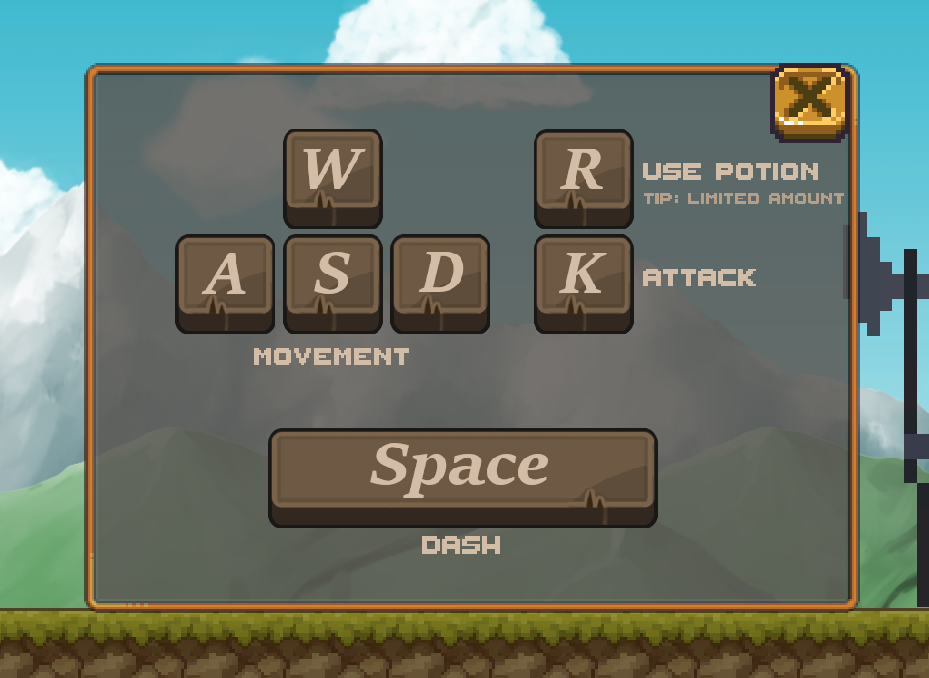 W
R
USE POTION
TIP: LIMITED AMOUNT
A
S
D
K
ATTACK
MOVEMENT
Space
DASH